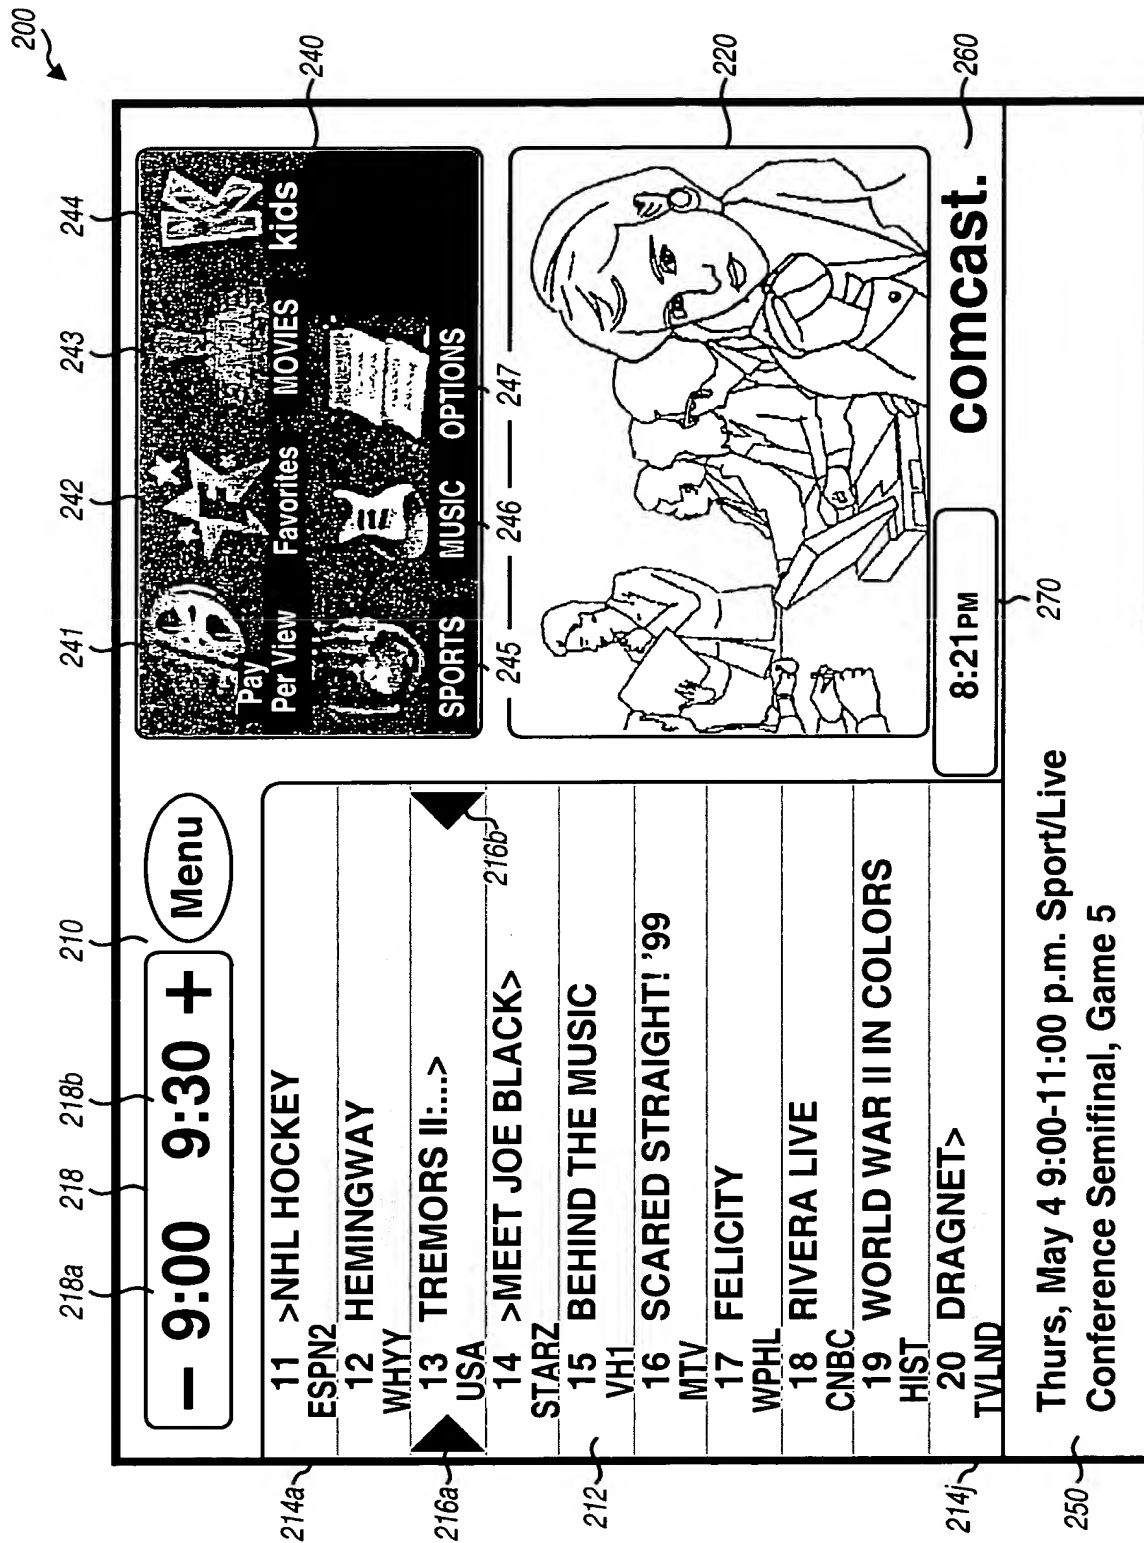 200
218a 218 218b 210
241 242 243 244
− 9:00 9:30 +
Menu
Pay
Per View Favorites MOVIES kids
SPORTS MUSIC OPTIONS
245 246 247
240
214a
11 >NHL HOCKEY
ESPN2
12 HEMINGWAY
WHYY
216a
13 TREMORS II:...>
USA
216b
14 >MEET JOE BLACK>
STARZ
212
15 BEHIND THE MUSIC
VH1
16 SCARED STRAIGHT! '99
MTV
17 FELICITY
WPHL
18 RIVERA LIVE
CNBC
19 WORLD WAR II IN COLORS
HIST
214j
20 DRAGNET>
TVLND
220
8:21PM
comcast.
260
270
250
Thurs, May 4 9:00-11:00 p.m. Sport/Live
Conference Semifinal, Game 5